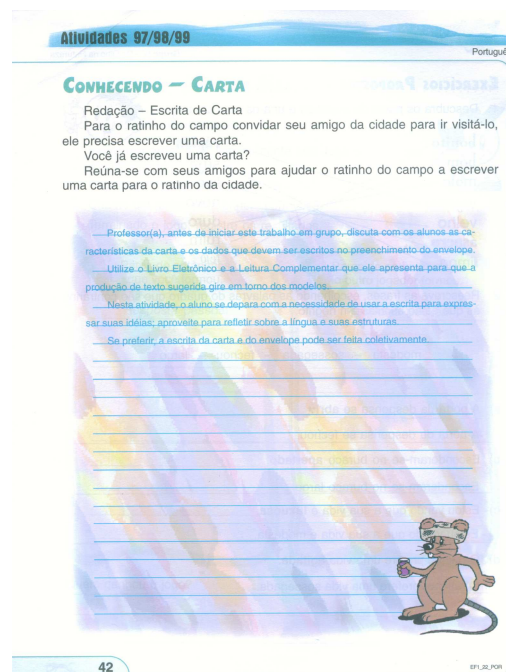 Atividades 97/98/99
Portuguê
CONHECENDO – CARTA
Redação – Escrita de Carta
Para o ratinho do campo convidar seu amigo da cidade para ir visitá-lo,
ele precisa escrever uma carta.
Você já escreveu uma carta?
Reúna-se com seus amigos para ajudar o ratinho do campo a escrever
uma carta para o ratinho da cidade.
Professor(a), antes de iniciar este trabalho em grupo, discuta com os alunos as ca-
racterísticas da carta e os dados que devem ser escritos no preenchimento do envelope.
Utilize o Livro Eletrônico e a Leitura Complementar que ele apresenta para que a
produção de texto sugerida gire em torno dos modelos.
Nesta atividade, o aluno se depara com a necessidade de usar a escrita para expres-
sar suas idéias; aproveite para refletir sobre a língua e suas estruturas.
Se preferir, a escrita da carta e do envelope pode ser feita coletivamente.
42
EF1_22_POR